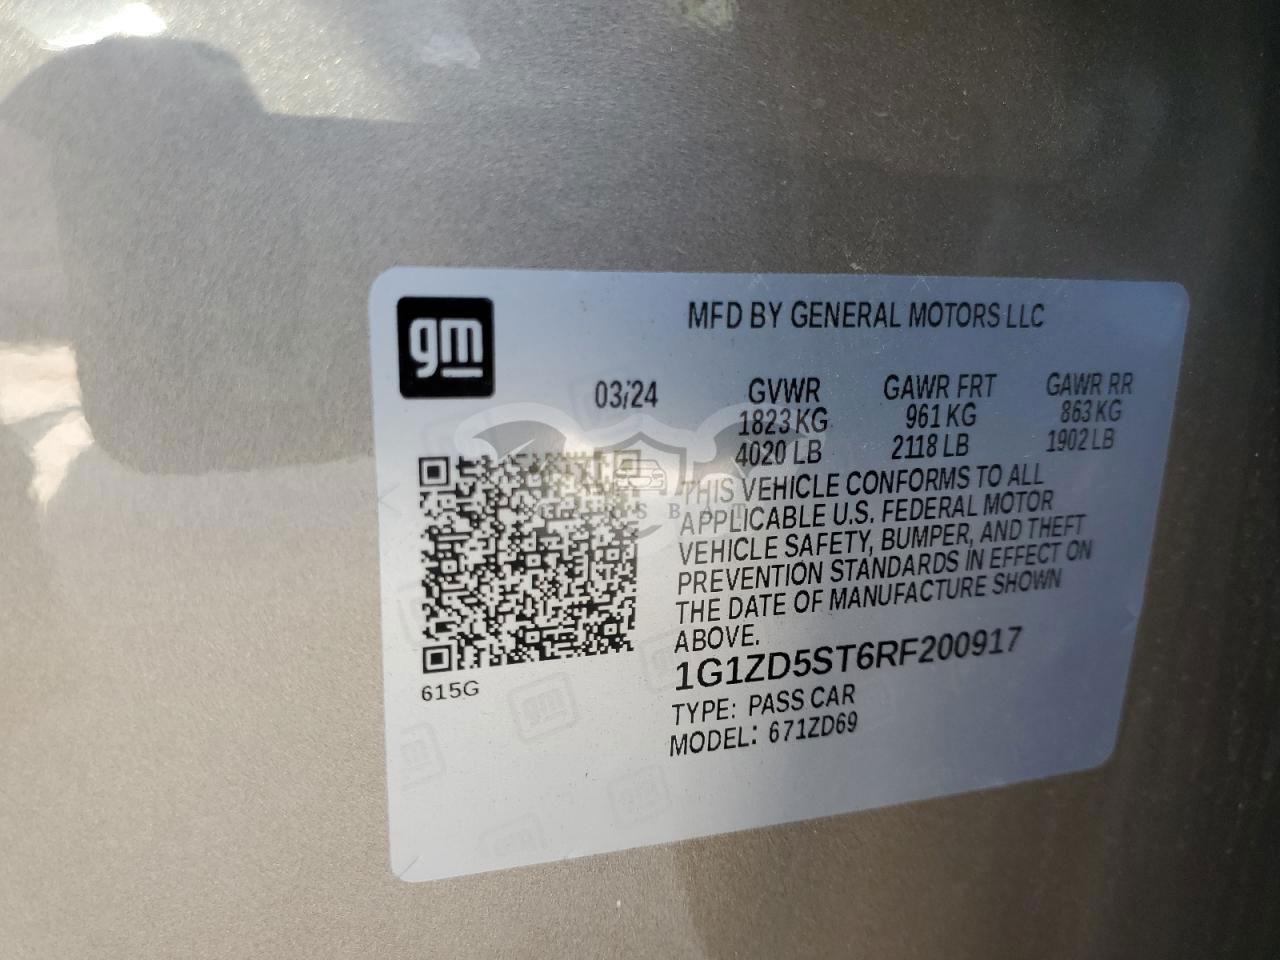 gm
MFD BY GENERAL MOTORS LLC
03/24 GVWR GAWR FRT GAWR RR
1823 KG 961 KG 863 KG
4020 LB 2118 LB 1902 LB
THIS VEHICLE CONFORMS TO ALL
APPLICABLE U.S. FEDERAL MOTOR
VEHICLE SAFETY, BUMPER, AND THEFT
PREVENTION STANDARDS IN EFFECT ON
THE DATE OF MANUFACTURE SHOWN
ABOVE.
1G1ZD5ST6RF200917
615G
TYPE: PASS CAR
MODEL: 671ZD69